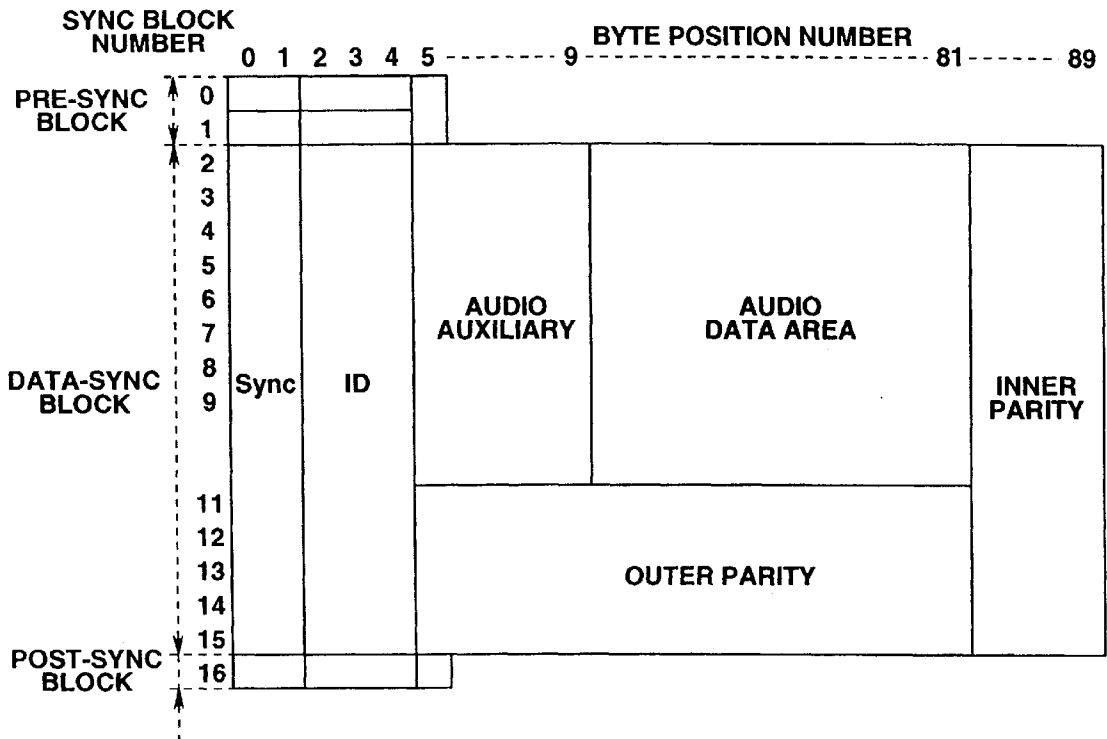 SYNC BLOCK
NUMBER
BYTE POSITION NUMBER
0 1 2 3 4 5 9 81 89
PRE-SYNC
BLOCK
0
1
2
3
4
5
6
7
8
9
11
12
13
14
15
16
DATA-SYNC
BLOCK
Sync
ID
AUDIO
AUXILIARY
AUDIO
DATA AREA
INNER
PARITY
OUTER PARITY
POST-SYNC
BLOCK